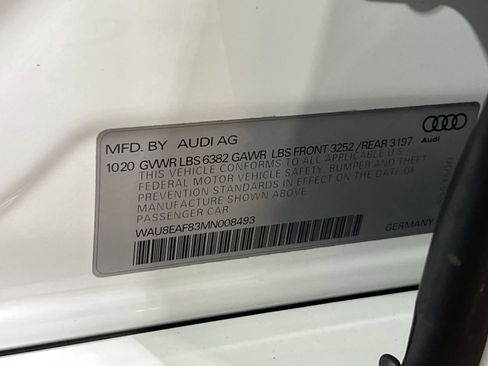 MFD. BY AUDI AG
Audi
1020 GVWR LBS 6382 GAWR LBS FRONT 3252 / REAR 3197
THIS VEHICLE CONFORMS TO ALL APPLICABLE U.S.
FEDERAL MOTOR VEHICLE SAFETY, BUMPER, AND THEFT
PREVENTION STANDARDS IN EFFECT ON THE DATE OF
MANUFACTURE SHOWN ABOVE.
PASSENGER CAR
WAU8EAF83MN008493
GERMANY